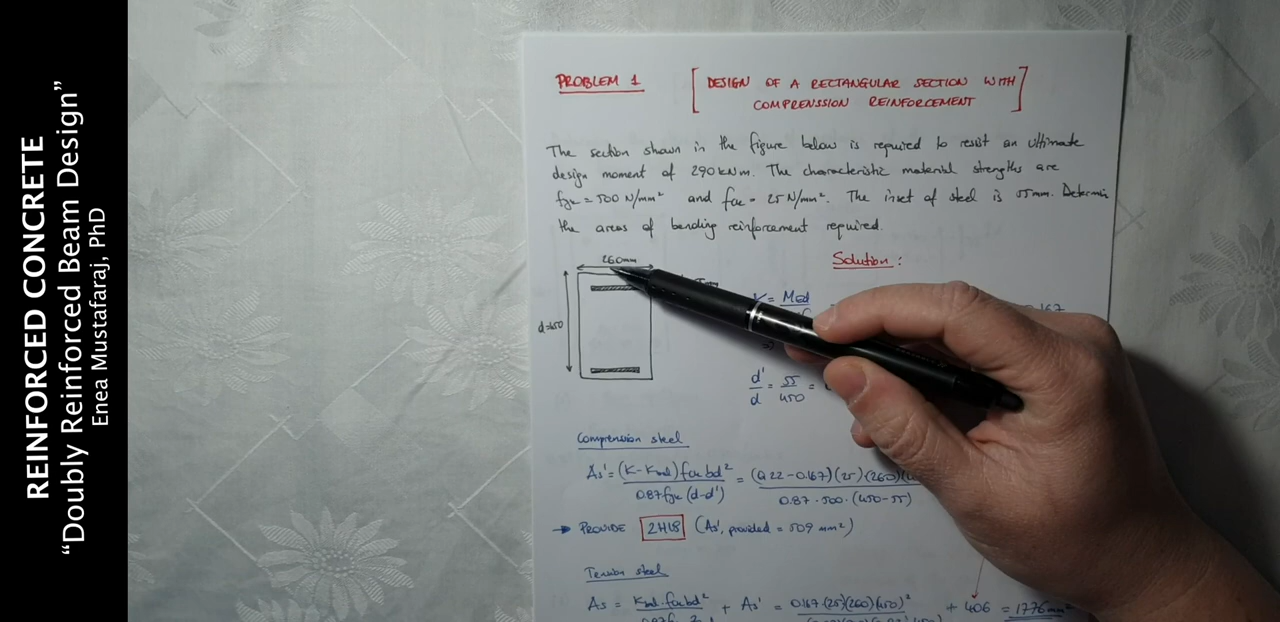 REINFORCED CONCRETE
“Doubly Reinforced Beam Design”
Enea Mustafaraj, PhD
PROBLEM 1
[DESIGN OF A RECTANGULAR SECTION WITH
COMPRENSSION REINFORCEMENT]
The section shown in the figure below is required to resist an ultimate
design moment of 290 kNm. The characteristic material strengths are
fyk = 500 N/mm² and fck = 25 N/mm². The inset of steel is 55mm. Determin
the areas of bending reinforcement required.
Solution:
260mm
d=450
= Med
0.167
d'/d = 55/450 =
Comprension steel
As' = (K-Kbal) fck bd² / 0.87 fyk (d-d') = (0.22-0.167)(25)(260)( / 0.87 · 500 · (450-55)
→ PROVIDE 2H18 (As', provided = 509 mm²)
Tension steel
As = Kbal · fck bd² / + As' = 0.167 (25)(260)(450)² / + 406 = 1776 mm²